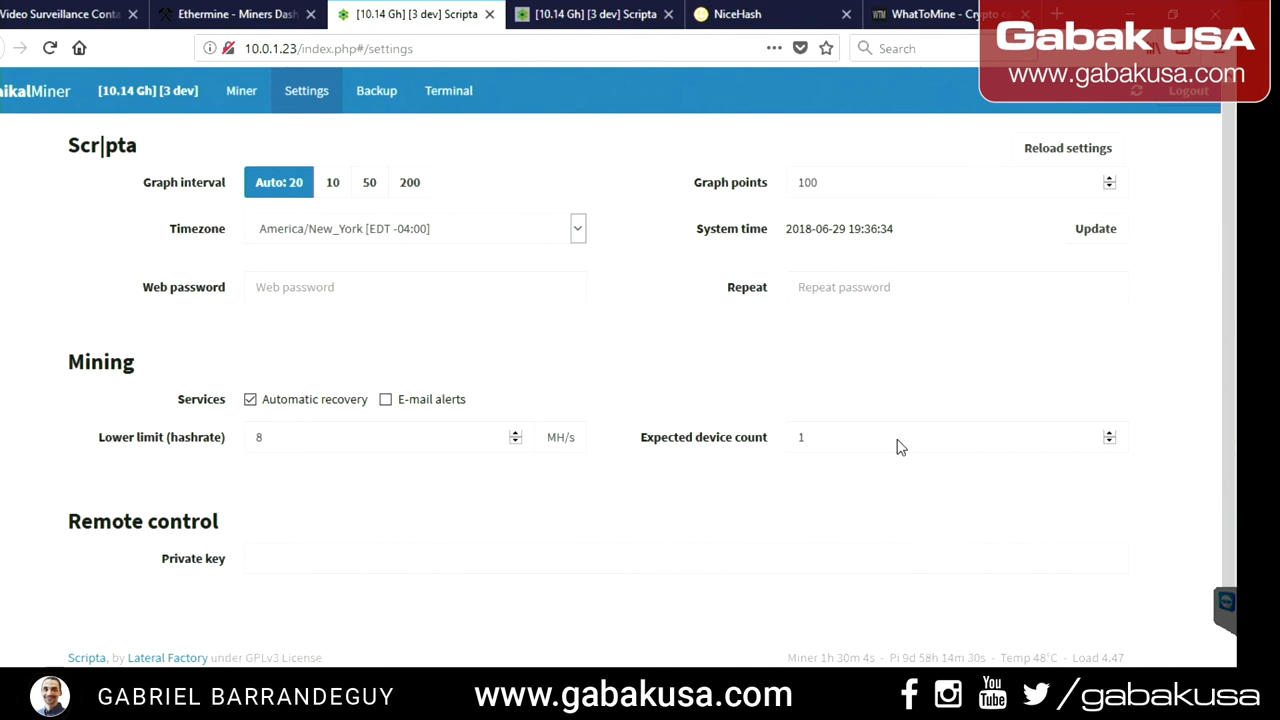 Video Surveillance Conta
Ethermine - Miners Dash
[10.14 Gh] [3 dev] Scripta
[10.14 Gh] [3 dev] Scripta
NiceHash
WTM WhatToMine - Crypto c
10.0.1.23/index.php#/settings
Search
Gabak USA
www.gabakusa.com
aikalMiner [10.14 Gh] [3 dev] Miner Settings Backup Terminal Logout
Scripta
Reload settings
Graph interval Auto: 20 10 50 200 Graph points 100
Timezone America/New_York [EDT -04:00] System time 2018-06-29 19:36:34 Update
Web password Web password Repeat Repeat password
Mining
Services Automatic recovery E-mail alerts
Lower limit (hashrate) 8 MH/s Expected device count 1
Remote control
Private key
Scripta, by Lateral Factory under GPLv3 License Miner 1h 30m 4s - Pi 9d 58h 14m 30s - Temp 48°C - Load 4.47
GABRIEL BARRANDEGUY www.gabakusa.com You Tube /gabakusa